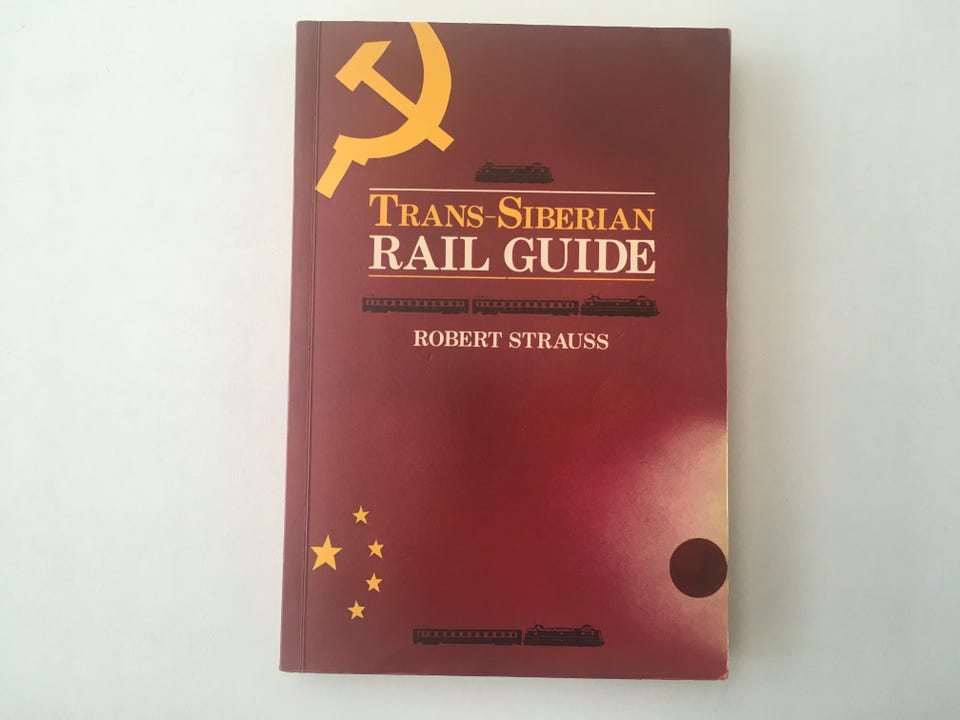 TRANS-SIBERIAN
RAIL GUIDE
ROBERT STRAUSS